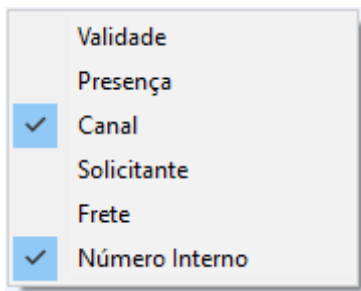 Validade
Presença
Canal
Solicitante
Frete
Número Interno